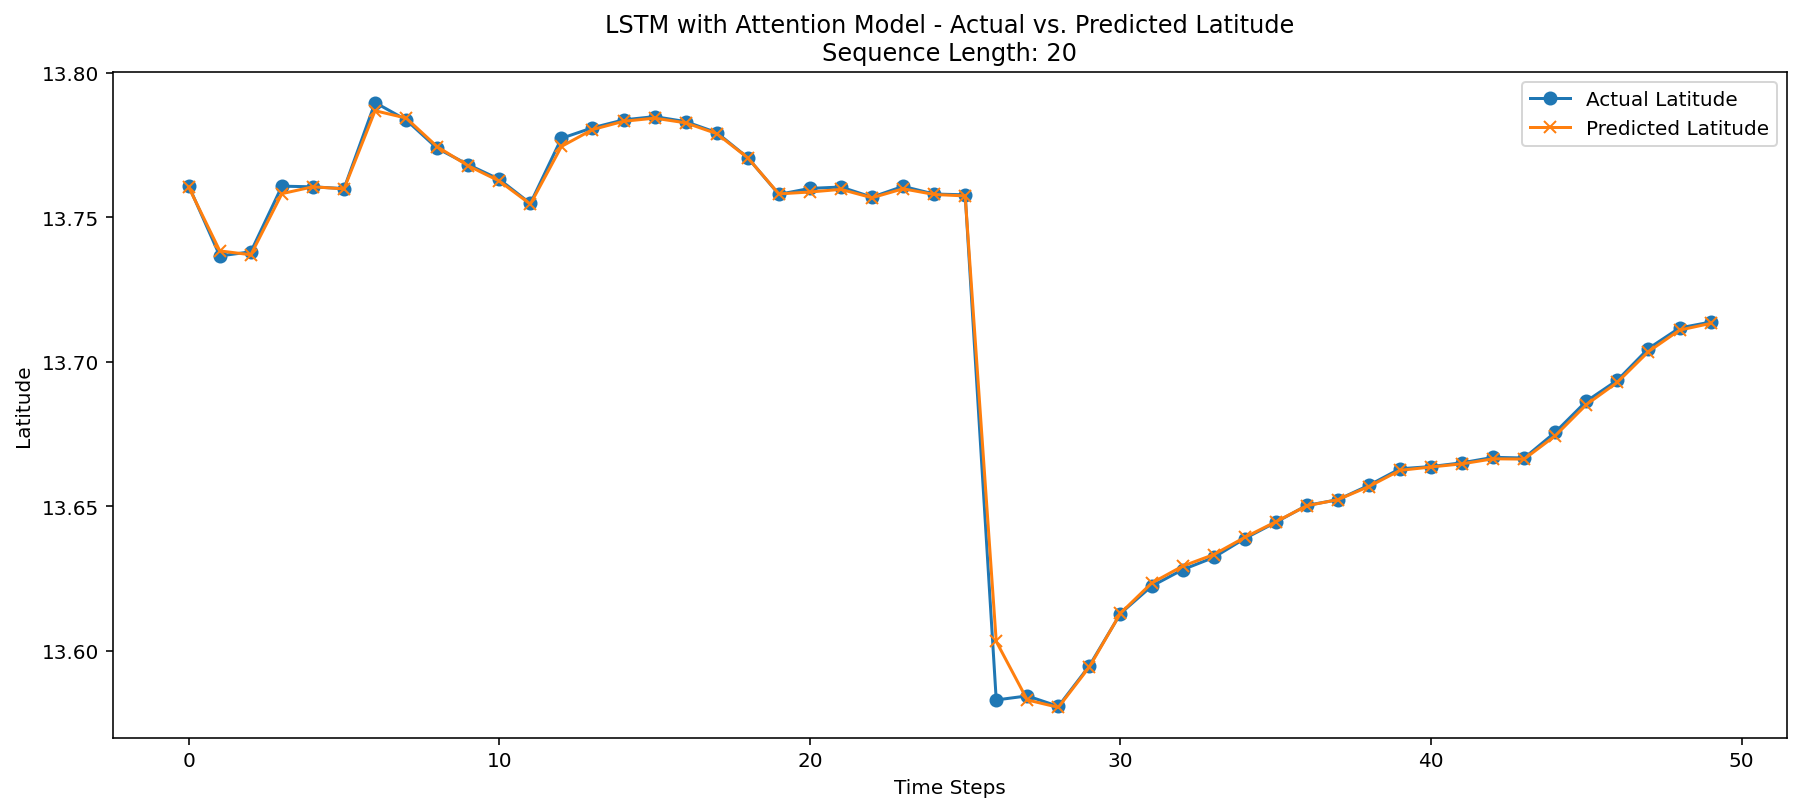 LSTM with Attention Model - Actual vs. Predicted Latitude
Sequence Length: 20
Actual Latitude
Predicted Latitude
Latitude
13.80
13.75
13.70
13.65
13.60
0
10
20
30
40
50
Time Steps